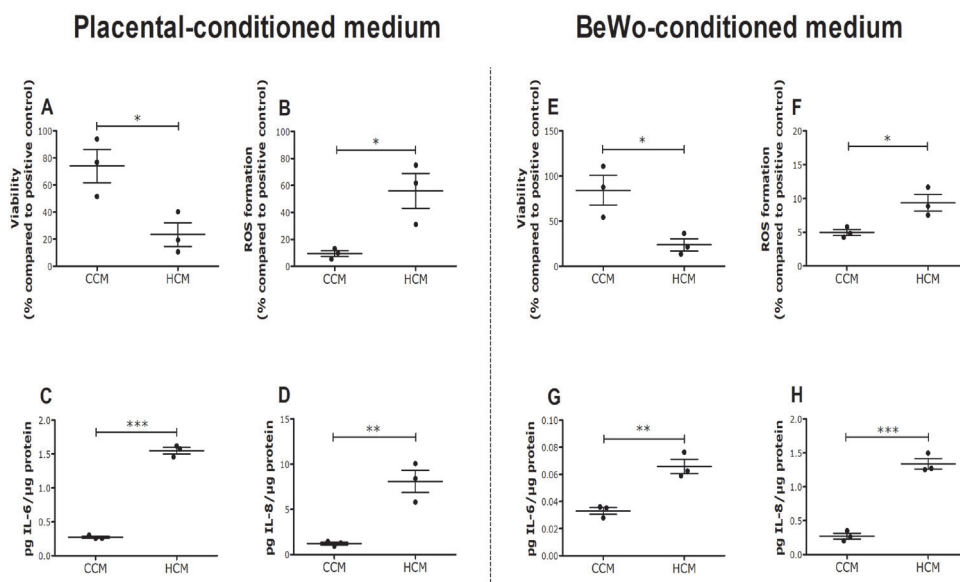 Placental-conditioned medium
BeWo-conditioned medium
A
Viability
(% compared to positive control)
100
80
60
40
20
0
*
CCM
HCM
B
ROS formation
(% compared to positive control)
100
80
60
40
20
0
*
CCM
HCM
E
Viability
(% compared to positive control)
150
100
50
0
*
CCM
HCM
F
ROS formation
(% compared to positive control)
20
15
10
5
0
*
CCM
HCM
C
pg IL-6/µg protein
2.0
1.5
1.0
0.5
0.0
***
CCM
HCM
D
pg IL-8/µg protein
15
10
5
0
**
CCM
HCM
G
pg IL-6/µg protein
0.10
0.08
0.06
0.04
0.02
0.00
**
CCM
HCM
H
pg IL-8/µg protein
2.0
1.5
1.0
0.5
0.0
***
CCM
HCM